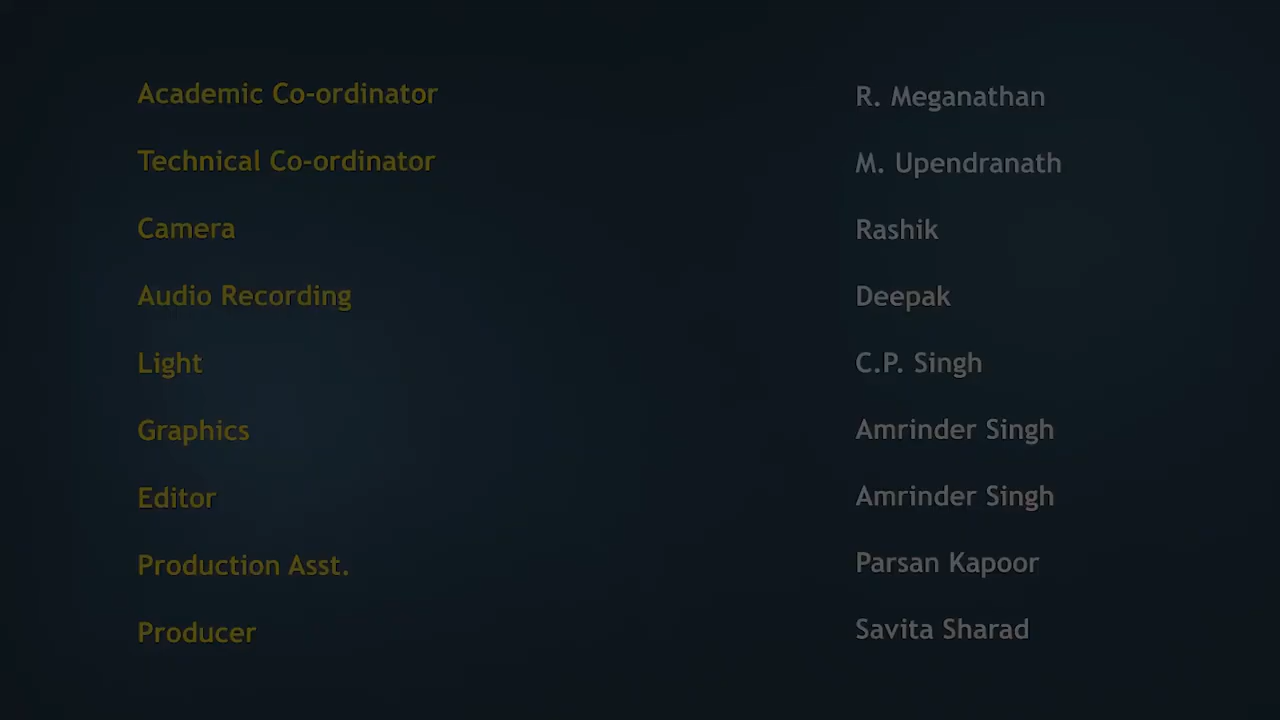 Academic Co-ordinator R. Meganathan
Technical Co-ordinator M. Upendranath
Camera Rashik
Audio Recording Deepak
Light C.P. Singh
Graphics Amrinder Singh
Editor Amrinder Singh
Production Asst. Parsan Kapoor
Producer Savita Sharad